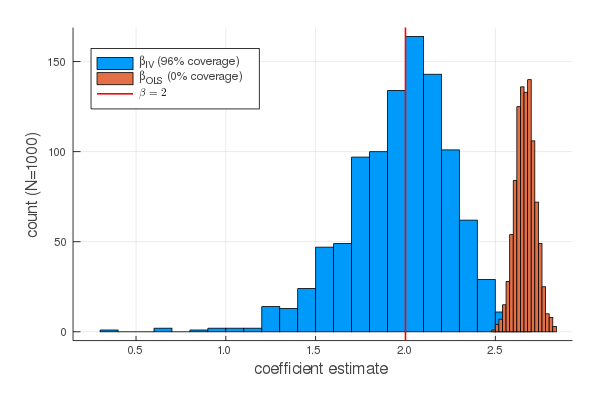 β_IV (96% coverage)
β_OLS (0% coverage)
β = 2
150
100
50
0
count (N=1000)
0.5 1.0 1.5 2.0 2.5
coefficient estimate